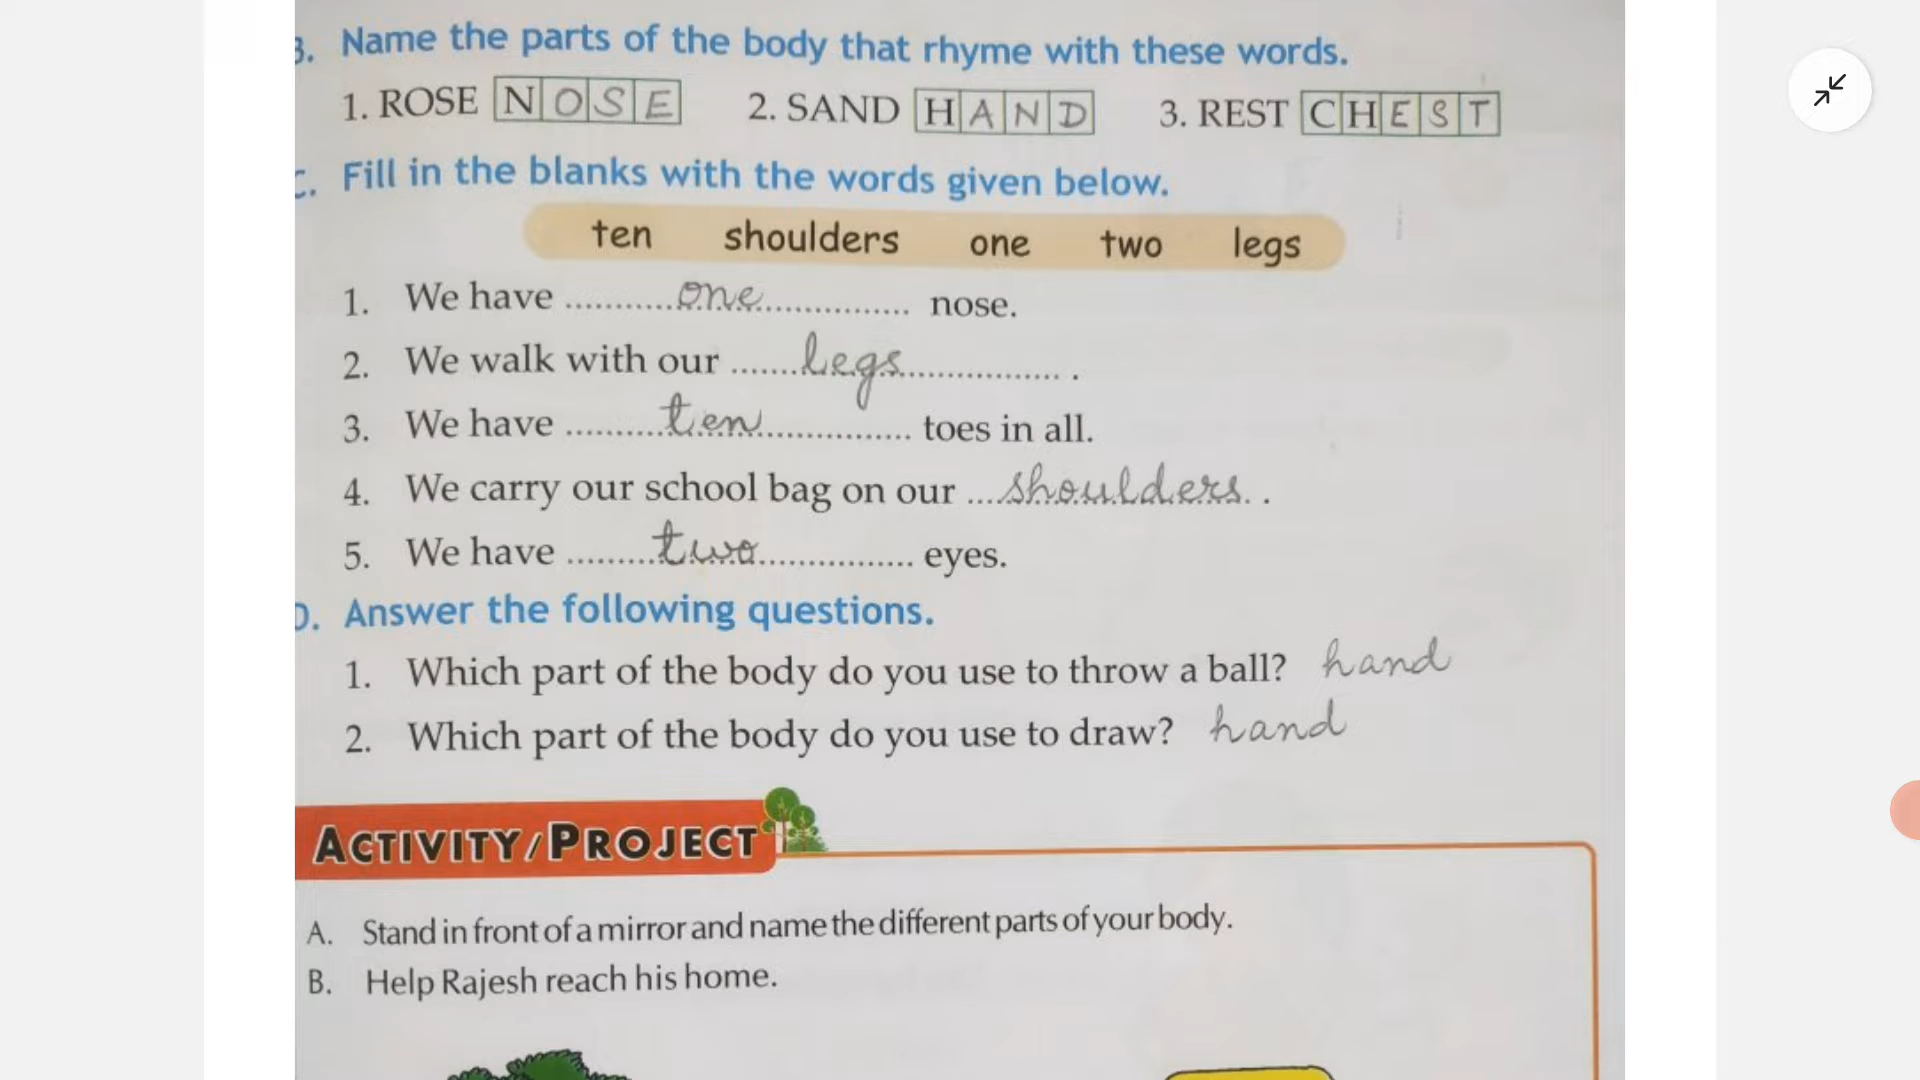 B. Name the parts of the body that rhyme with these words.
1. ROSE NOSE 2. SAND HAND 3. REST CHEST
C. Fill in the blanks with the words given below.
ten shoulders one two legs
1. We have ...........one................ nose.
2. We walk with our .......legs................ .
3. We have .........ten................ toes in all.
4. We carry our school bag on our ...shoulders. .
5. We have .........two................ eyes.
D. Answer the following questions.
1. Which part of the body do you use to throw a ball? hand
2. Which part of the body do you use to draw? hand
ACTIVITY/PROJECT
A. Stand in front of a mirror and name the different parts of your body.
B. Help Rajesh reach his home.